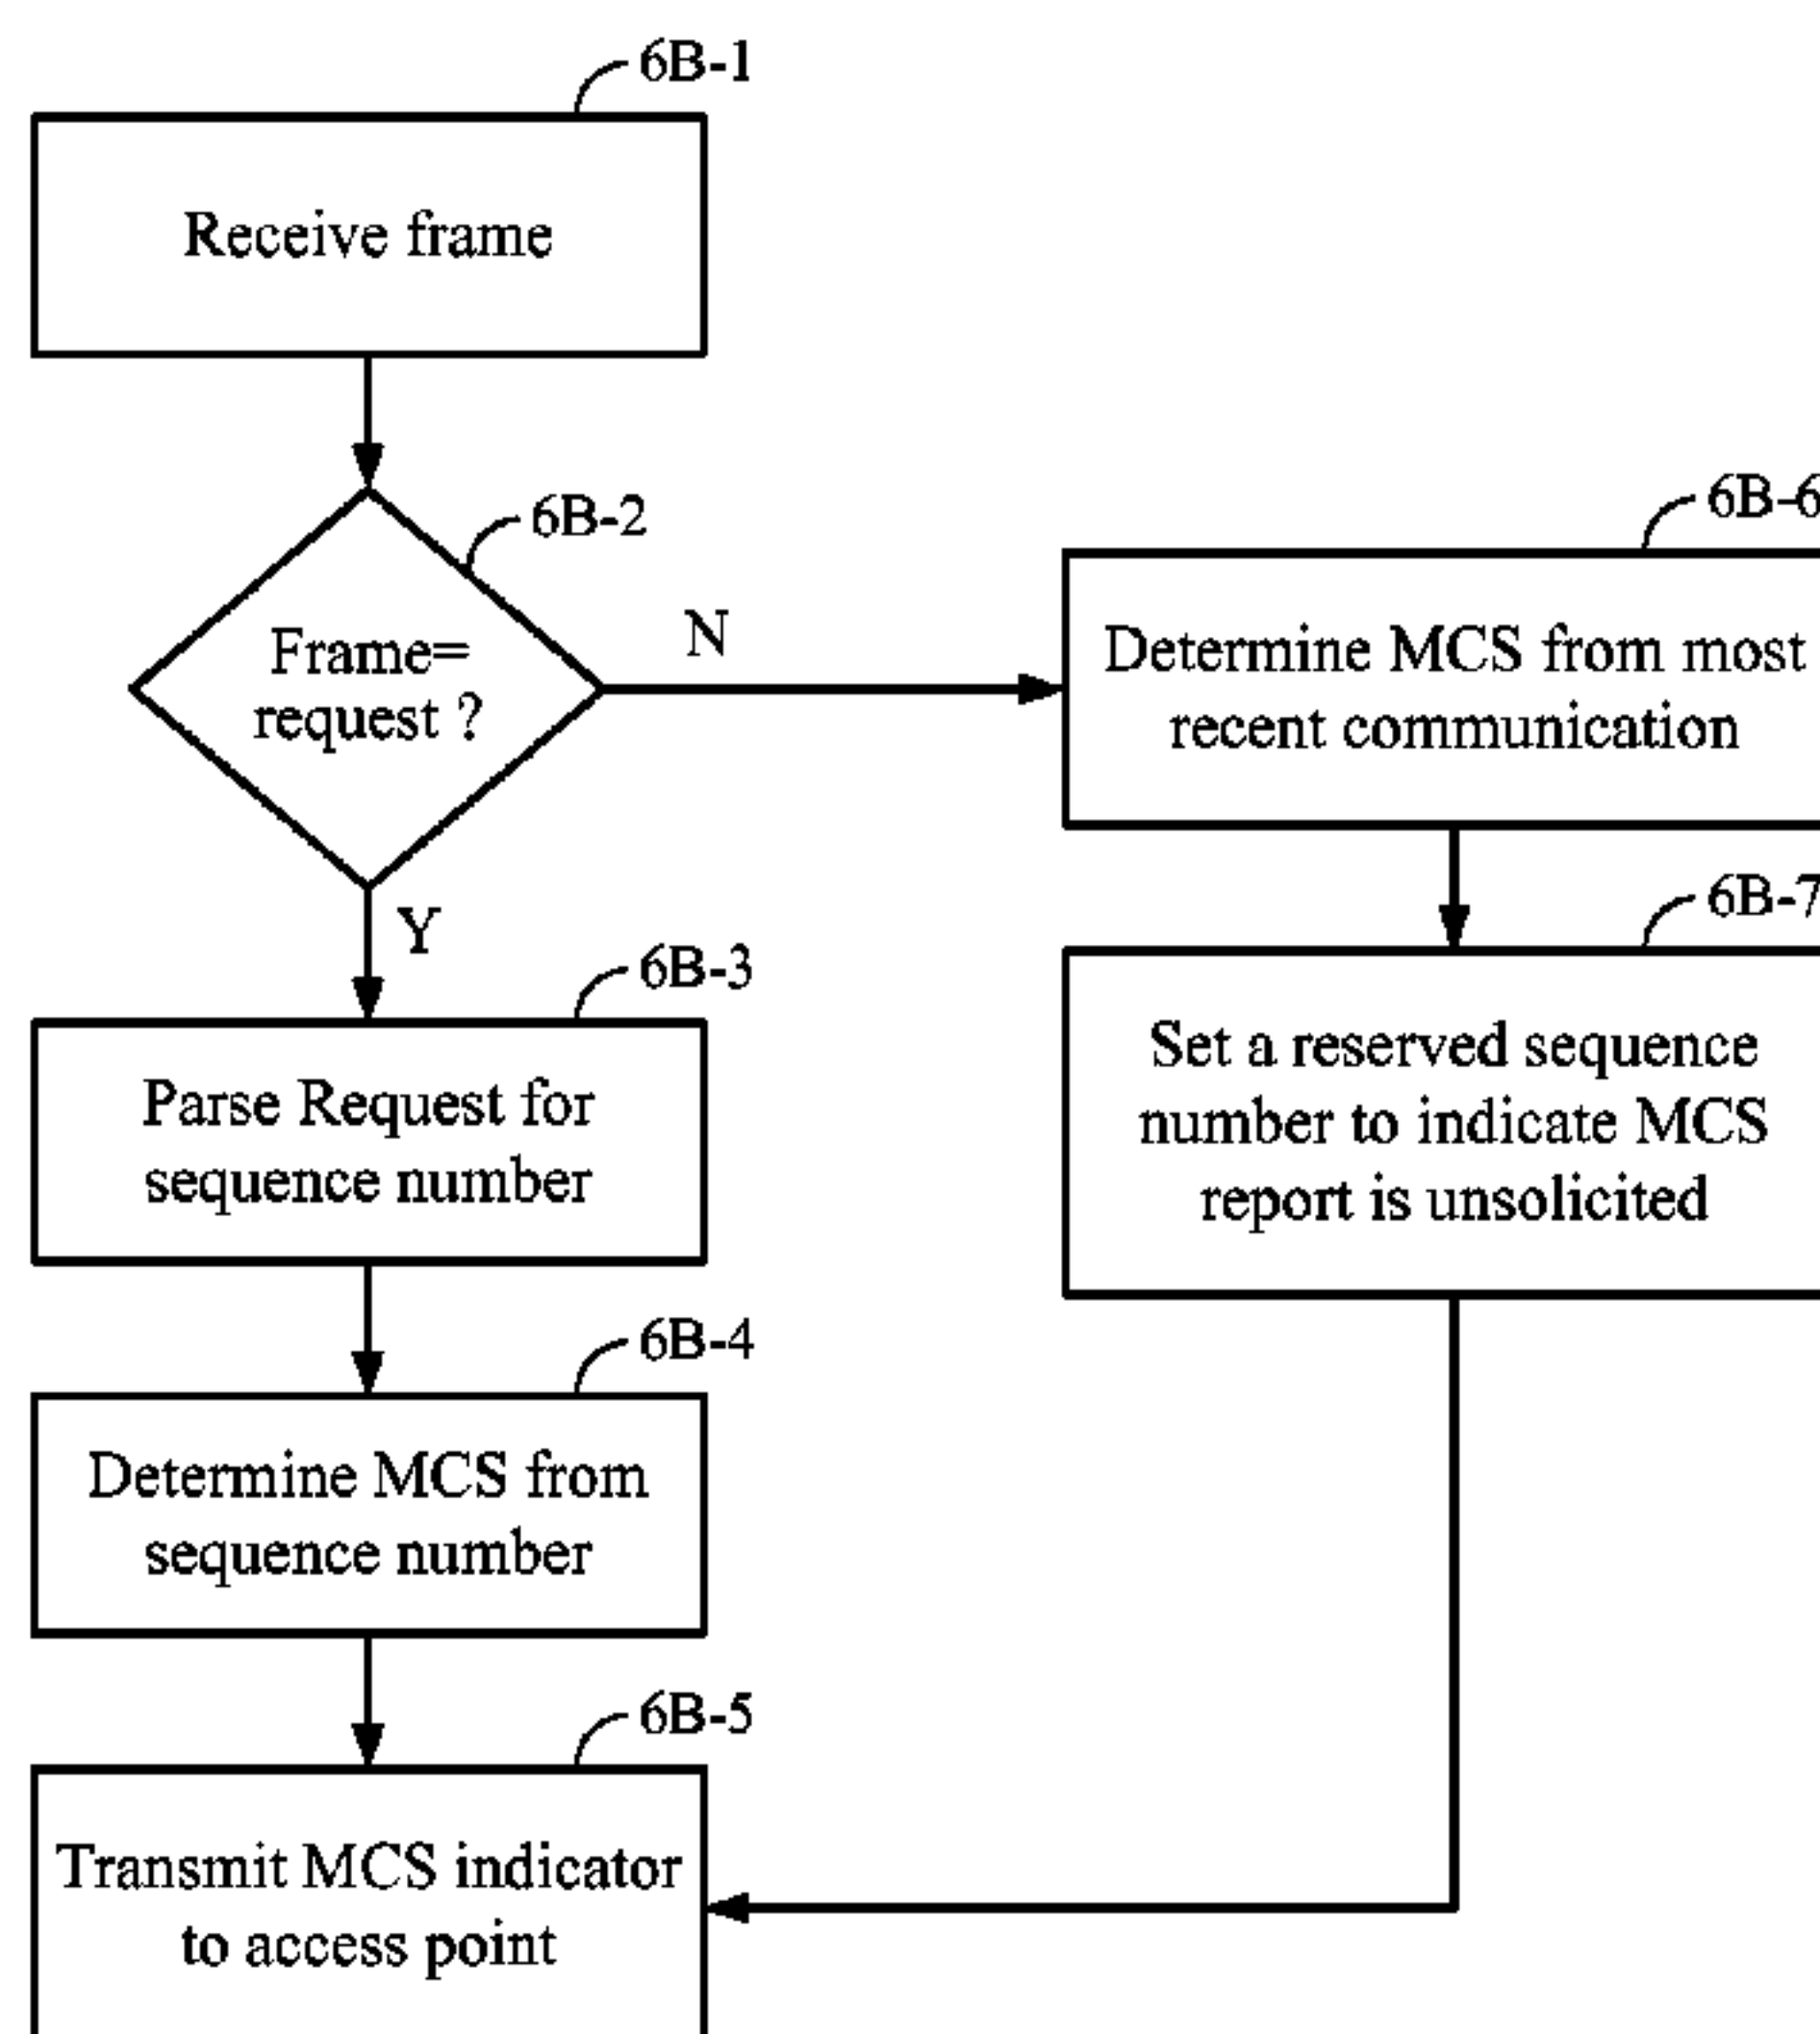 6B-1
Receive frame
6B-2
Frame=
request ?
N
Y
6B-3
Parse Request for
sequence number
6B-4
Determine MCS from
sequence number
6B-5
Transmit MCS indicator
to access point
6B-6
Determine MCS from most
recent communication
6B-7
Set a reserved sequence
number to indicate MCS
report is unsolicited